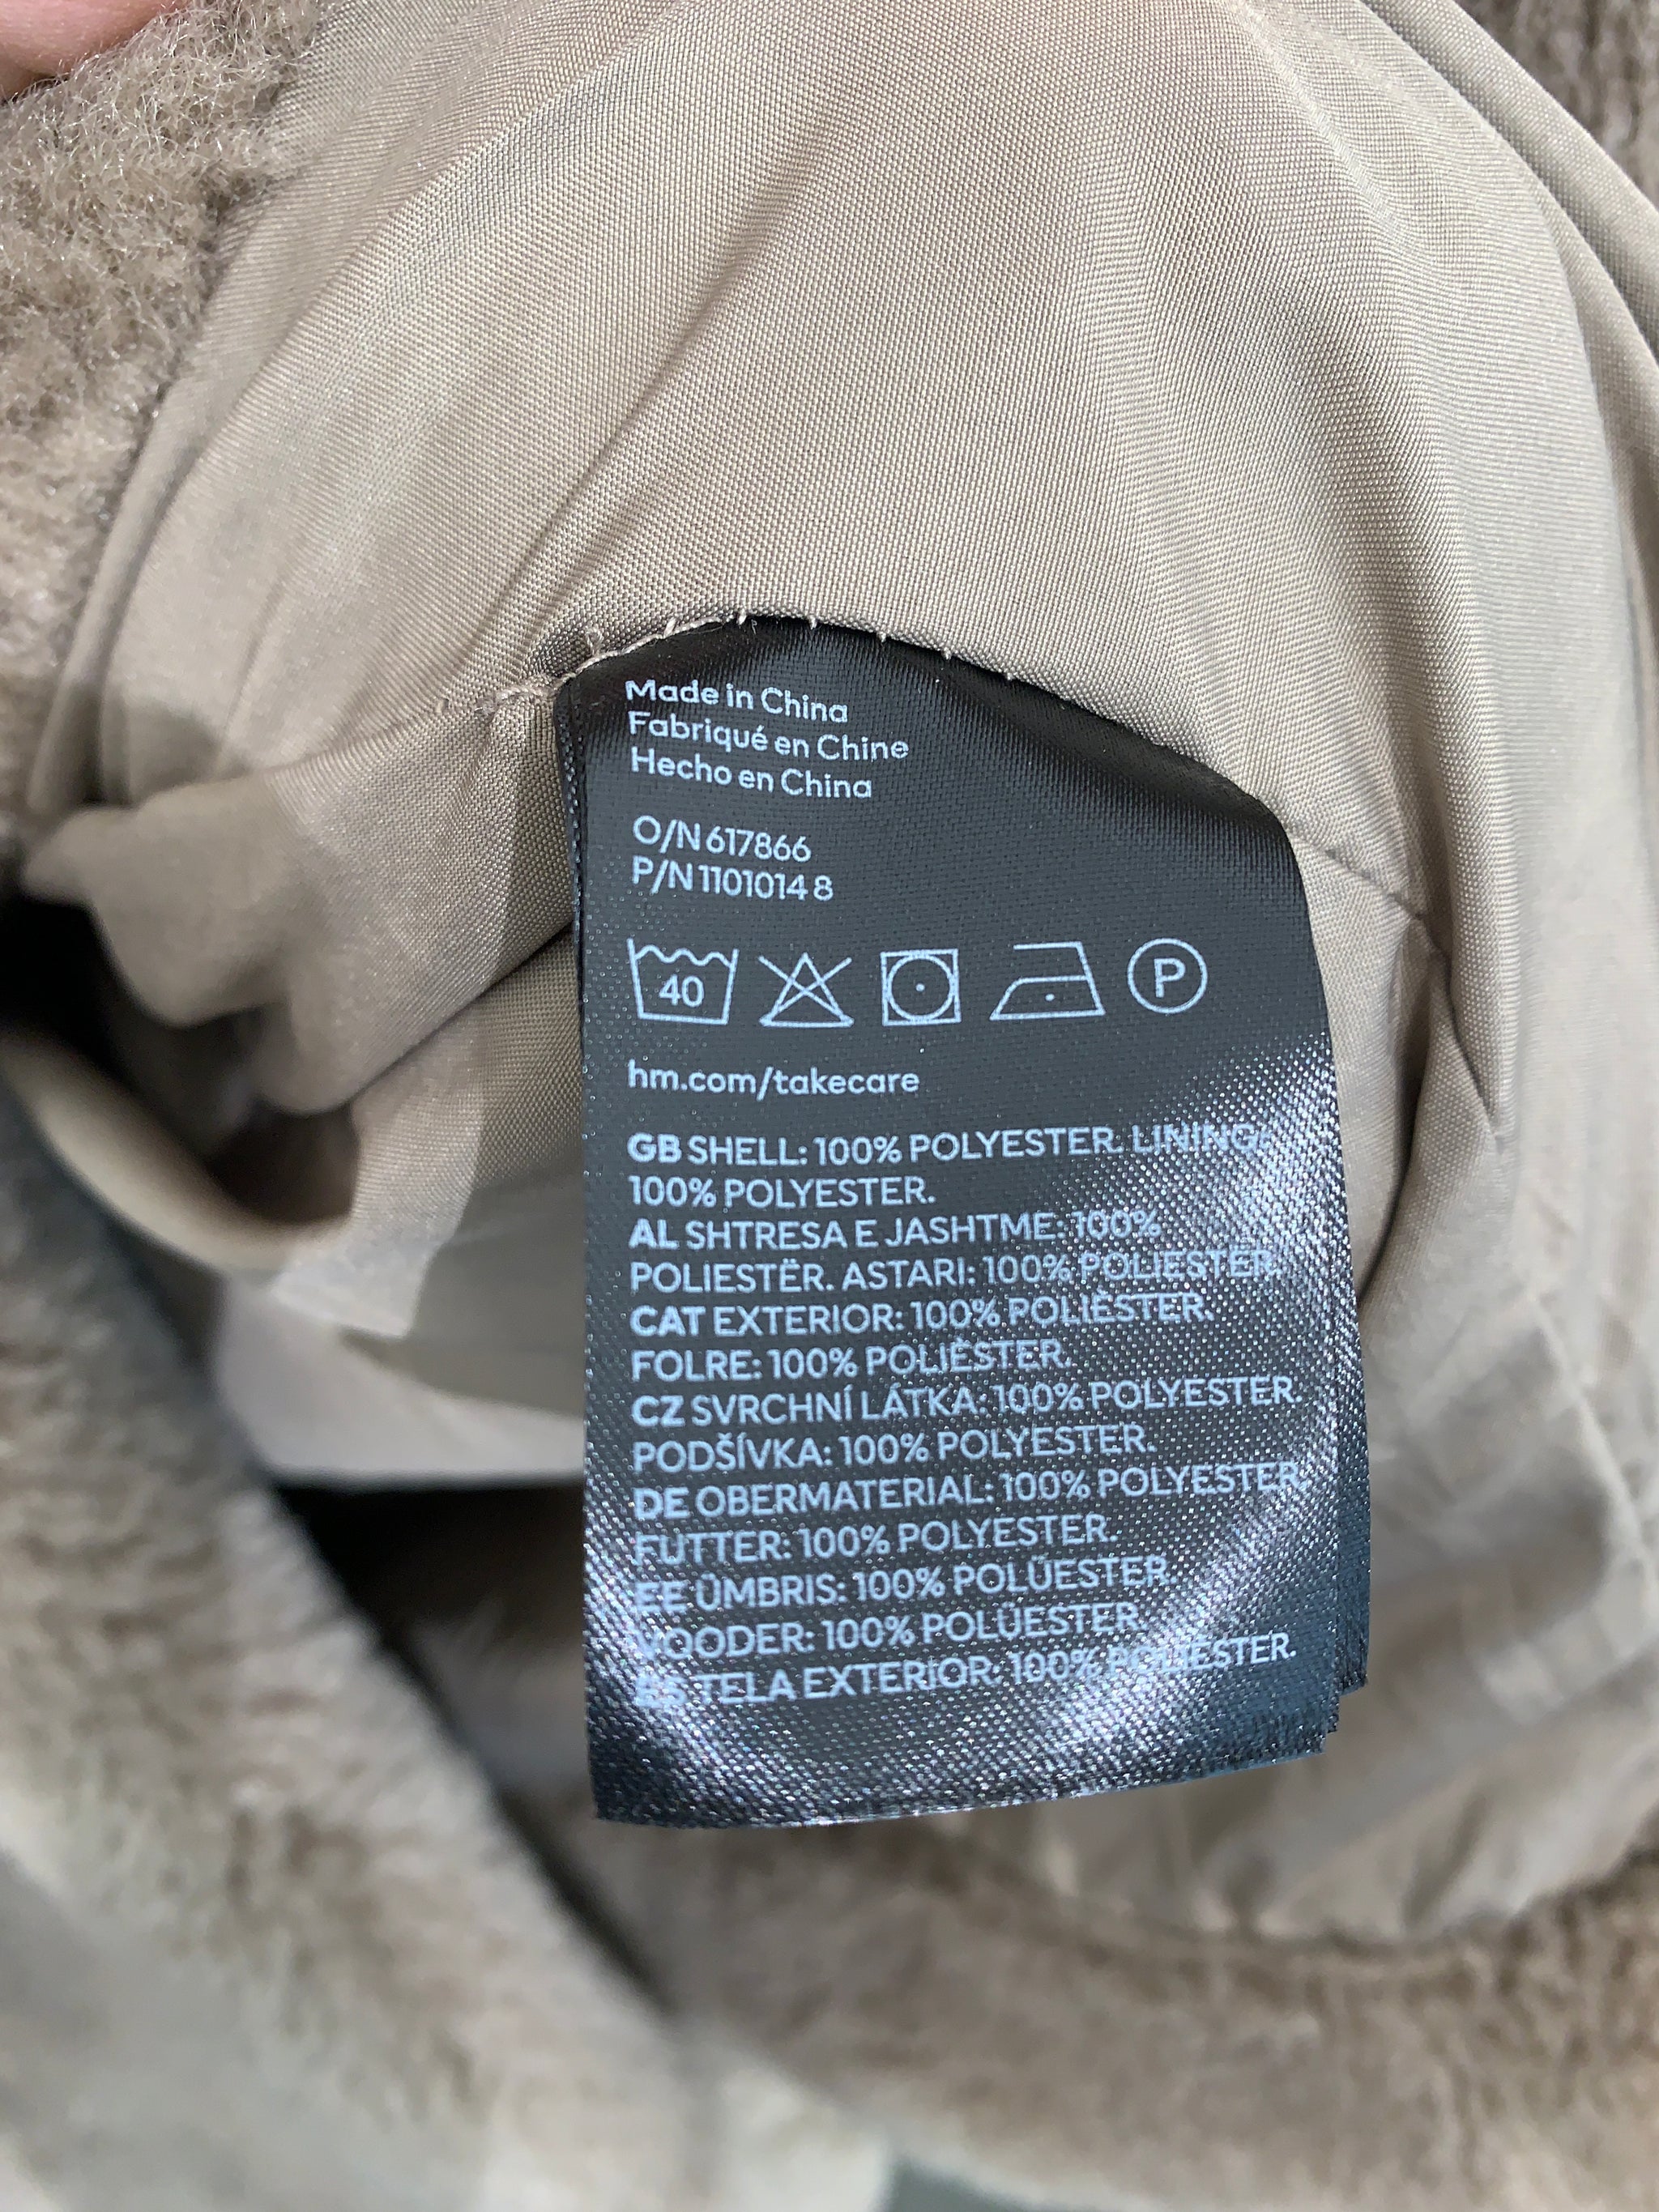 Made in China
Fabriqué en Chine
Hecho en China
O/N 617866
P/N 11010148
40 P
hm.com/takecare
GB SHELL: 100% POLYESTER. LINING:
100% POLYESTER.
AL SHTRESA E JASHTME: 100%
POLIESTËR. ASTARI: 100% POLIESTËR.
CAT EXTERIOR: 100% POLIÈSTER.
FOLRE: 100% POLIÈSTER.
CZ SVRCHNÍ LÁTKA: 100% POLYESTER.
PODŠÍVKA: 100% POLYESTER.
DE OBERMATERIAL: 100% POLYESTER.
FUTTER: 100% POLYESTER.
EE ÜMBRIS: 100% POLÜESTER.
VOODER: 100% POLÜESTER.
ES TELA EXTERIOR: 100% POLIÉSTER.